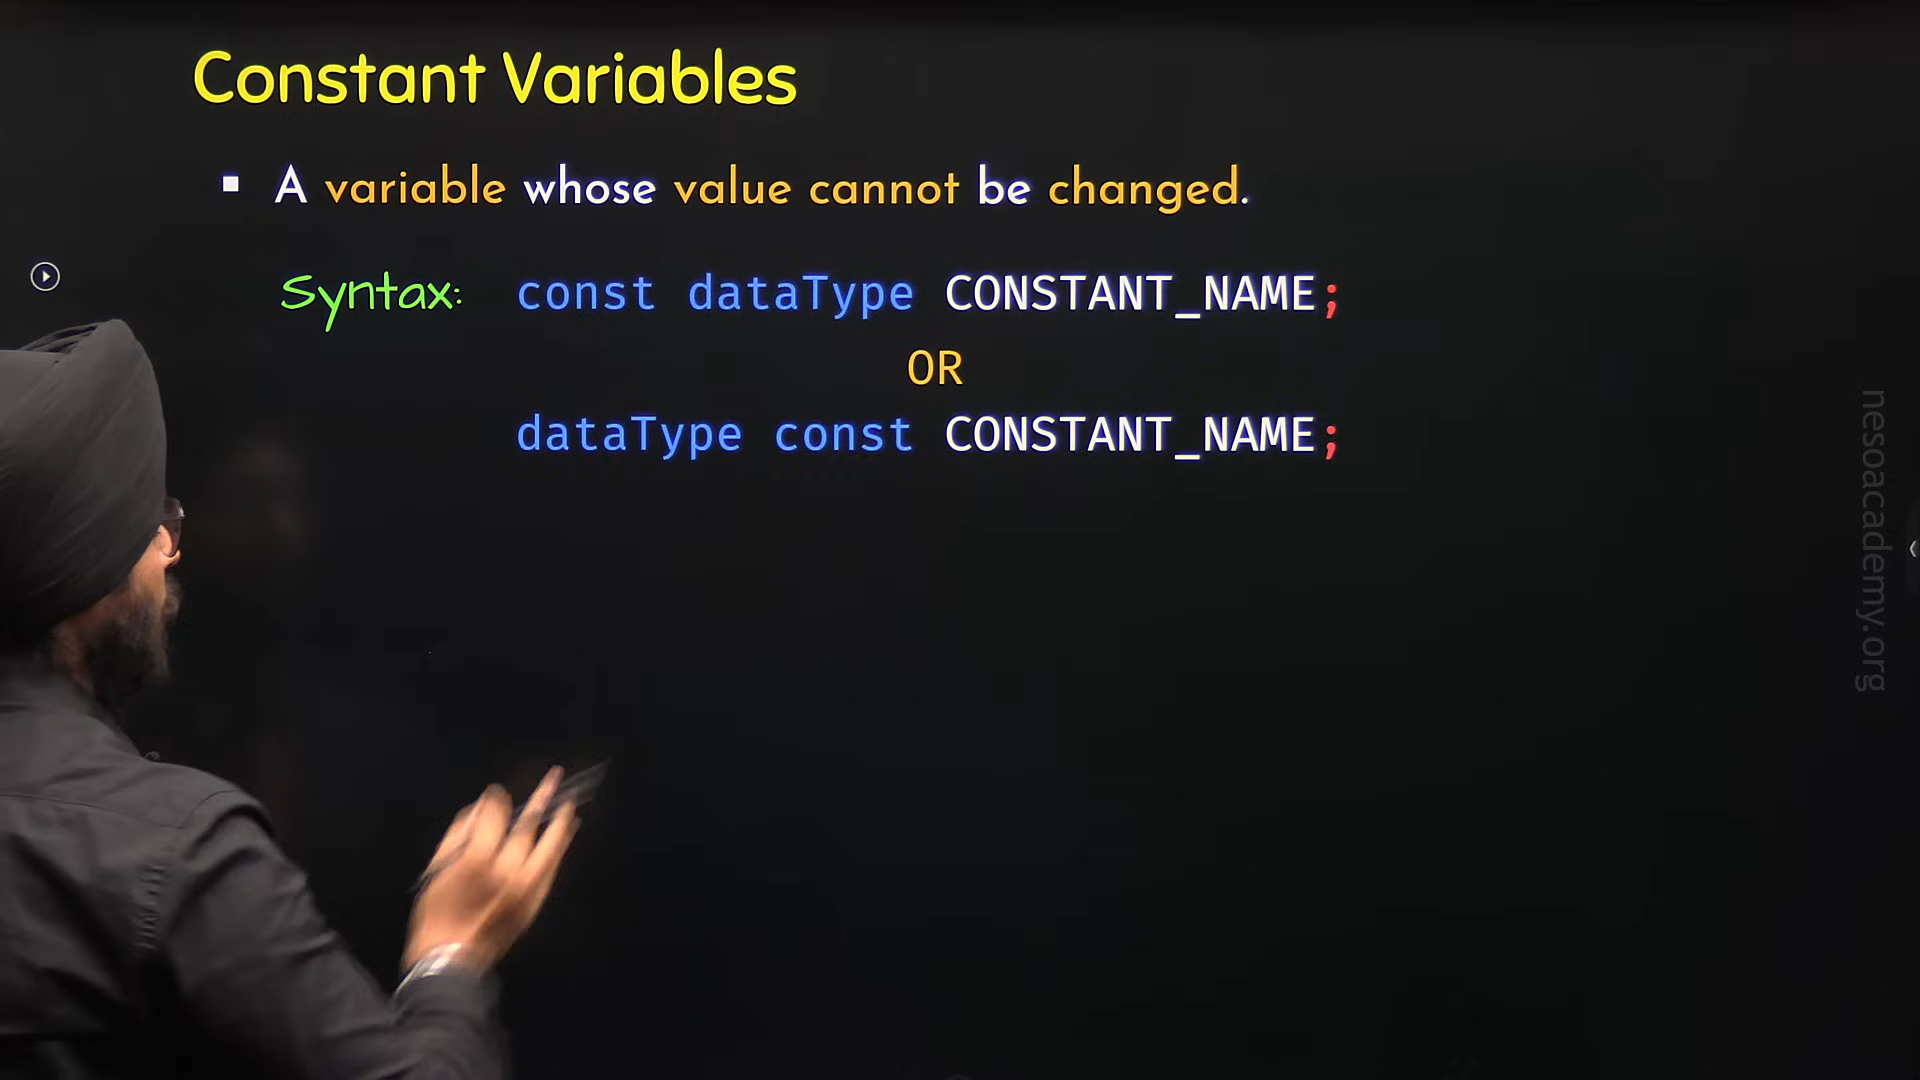 Constant Variables
▪ A variable whose value cannot be changed.
Syntax: const dataType CONSTANT_NAME;
OR
dataType const CONSTANT_NAME;
nesoacademy.org